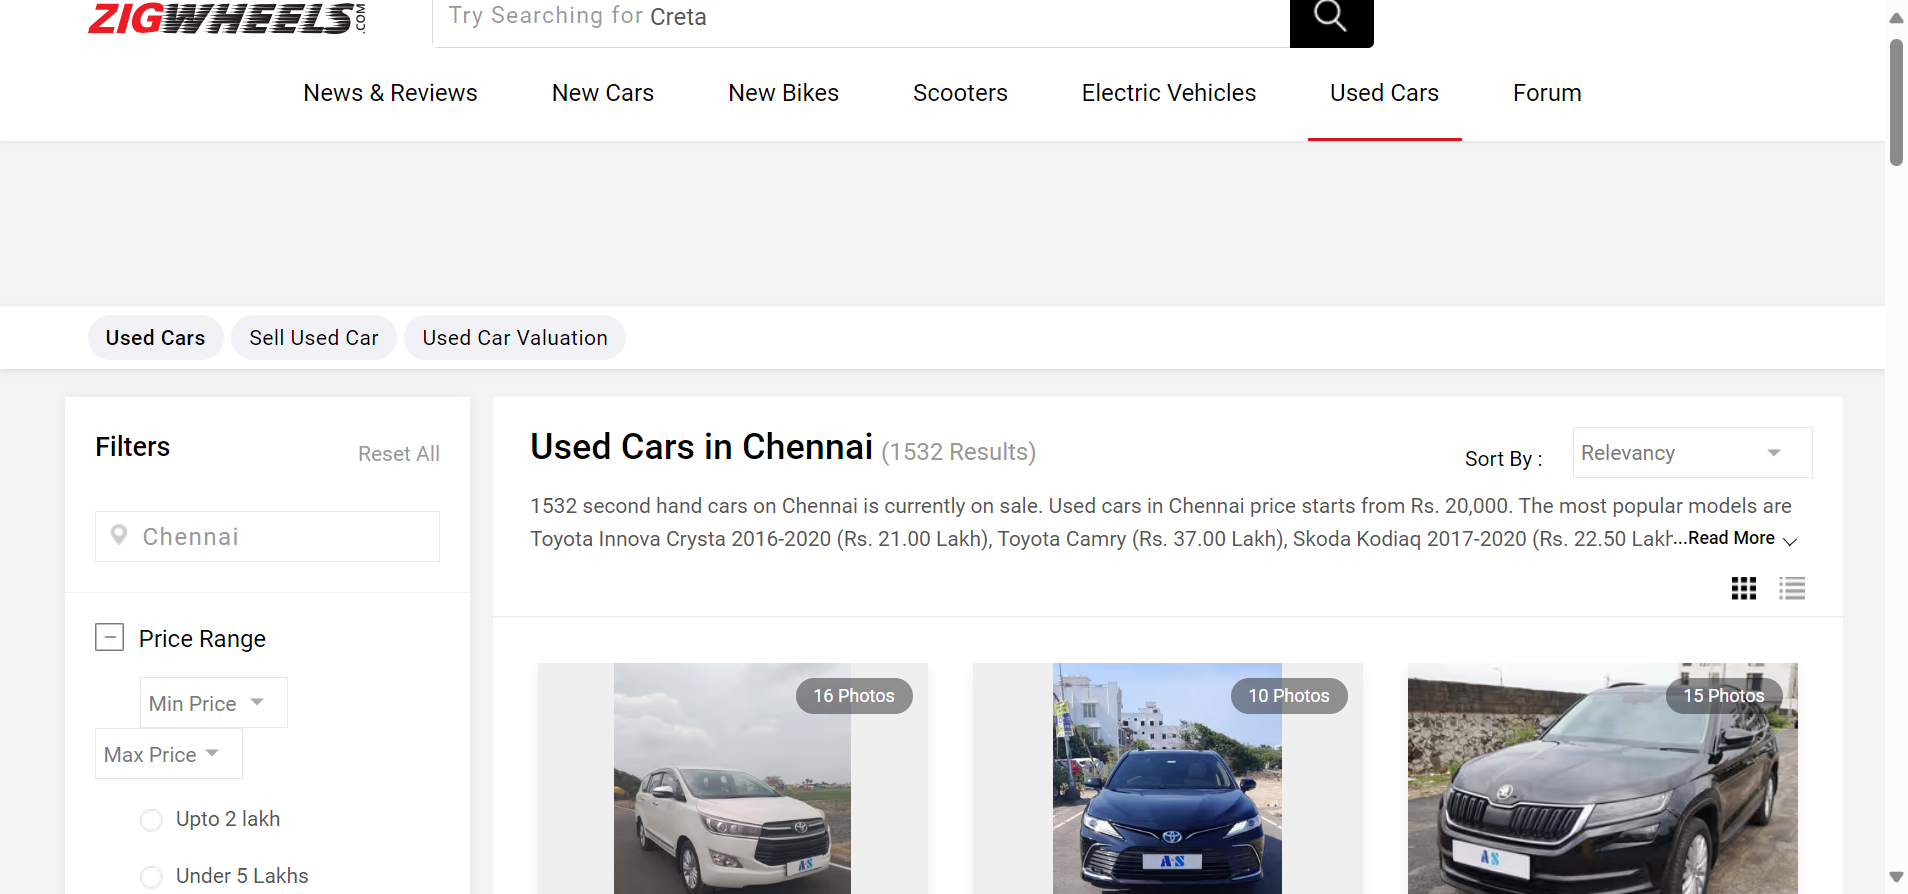 ZIGWHEELS.COM
Try Searching for Creta
News & Reviews New Cars New Bikes Scooters Electric Vehicles Used Cars Forum
Used Cars Sell Used Car Used Car Valuation
Filters
Reset All
Chennai
Price Range
Min Price
Max Price
Upto 2 lakh
Under 5 Lakhs
Used Cars in Chennai (1532 Results)
Sort By : Relevancy
1532 second hand cars on Chennai is currently on sale. Used cars in Chennai price starts from Rs. 20,000. The most popular models are
Toyota Innova Crysta 2016-2020 (Rs. 21.00 Lakh), Toyota Camry (Rs. 37.00 Lakh), Skoda Kodiaq 2017-2020 (Rs. 22.50 Lakh ...Read More
16 Photos
10 Photos
15 Photos
AS
AS
AS